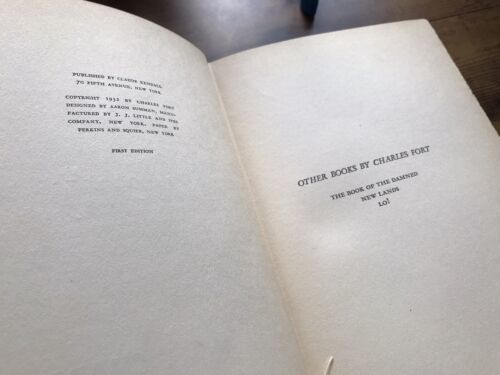 PUBLISHED BY CLAUDE KENDALL
70 FIFTH AVENUE, NEW YORK
COPYRIGHT 1932 BY CHARLES FORT
DESIGNED BY AARON SUSSMAN, MANU-
FACTURED BY J. J. LITTLE AND IVES
COMPANY, NEW YORK. PAPER BY
PERKINS AND SQUIER, NEW YORK
FIRST EDITION
OTHER BOOKS BY CHARLES FORT
THE BOOK OF THE DAMNED
NEW LANDS
LO!